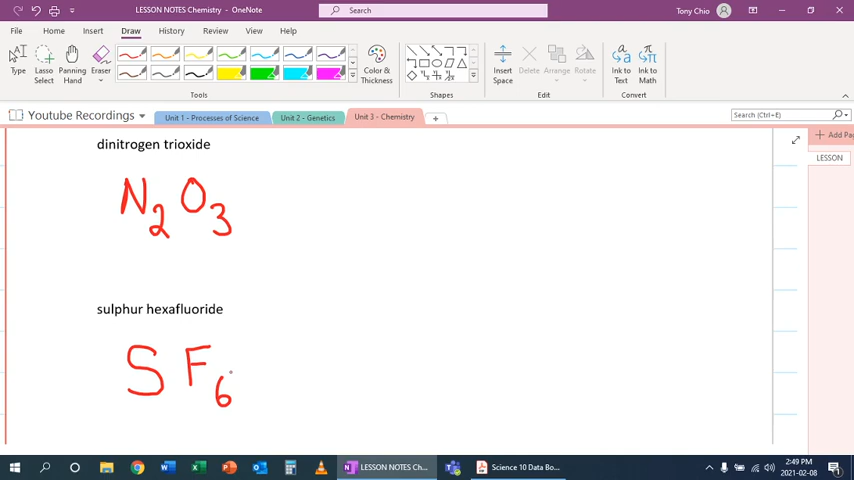 LESSON NOTES Chemistry - OneNote
Search
Tony Chio
File Home Insert Draw History Review View Help
Type
Lasso Select
Panning Hand
Eraser
Color & Thickness
Insert Space
Delete
Arrange
Rotate
Ink to Text
Ink to Math
Tools
Shapes
Edit
Convert
Youtube Recordings
Unit 1 - Processes of Science
Unit 2 - Genetics
Unit 3 - Chemistry
Search (Ctrl+E)
Add Pag
LESSON
dinitrogen trioxide
N2O3
sulphur hexafluoride
SF6
LESSON NOTES Ch...
Science 10 Data Bo...
2:49 PM
2021-02-08